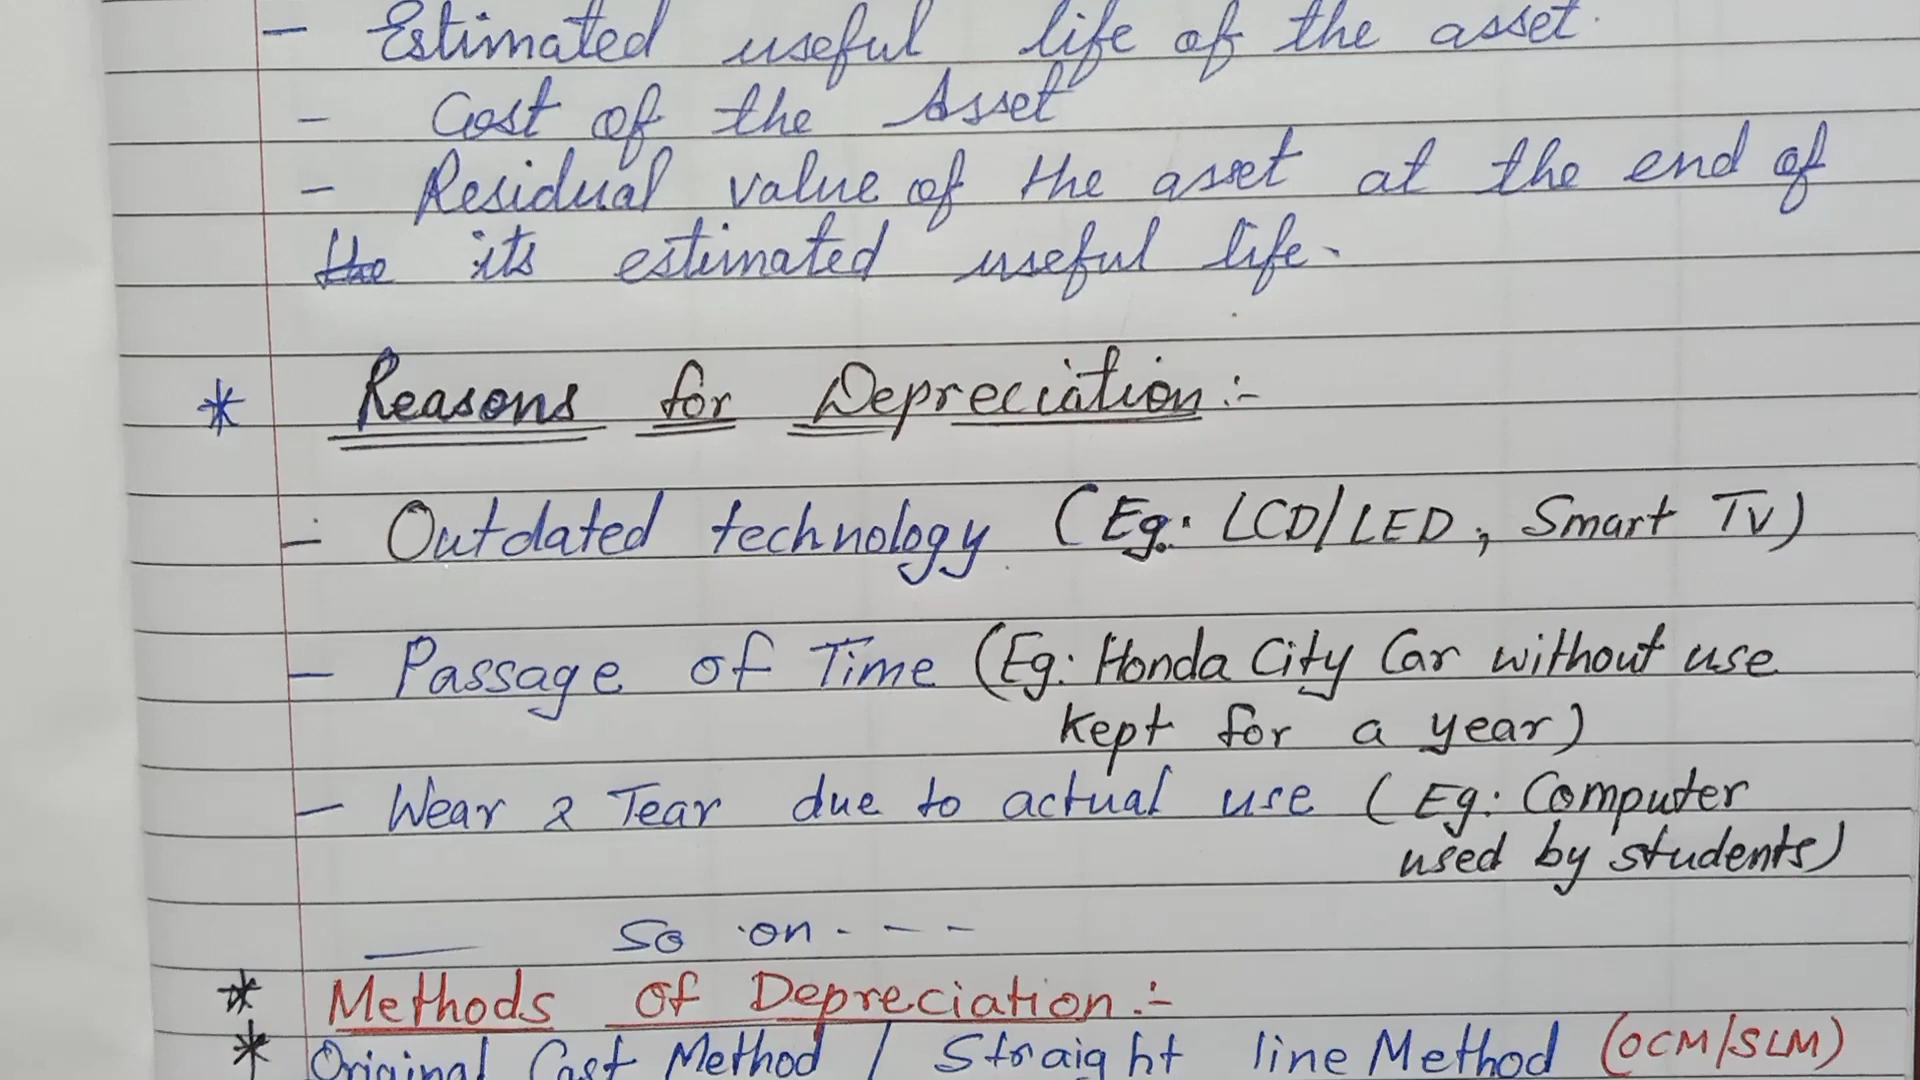 - Estimated useful life of the asset.
- Cost of the Asset
- Residual value of the asset at the end of
the its estimated useful life.
* Reasons for Depreciation:-
- Outdated technology (Eg: LCD/LED, Smart TV)
- Passage of Time (Eg: Honda City Car without use
kept for a year)
- Wear & Tear due to actual use (Eg: Computer
used by students)
— So on - - - -
* Methods of Depreciation:-
* Original Cost Method / Straight line Method (OCM/SLM)